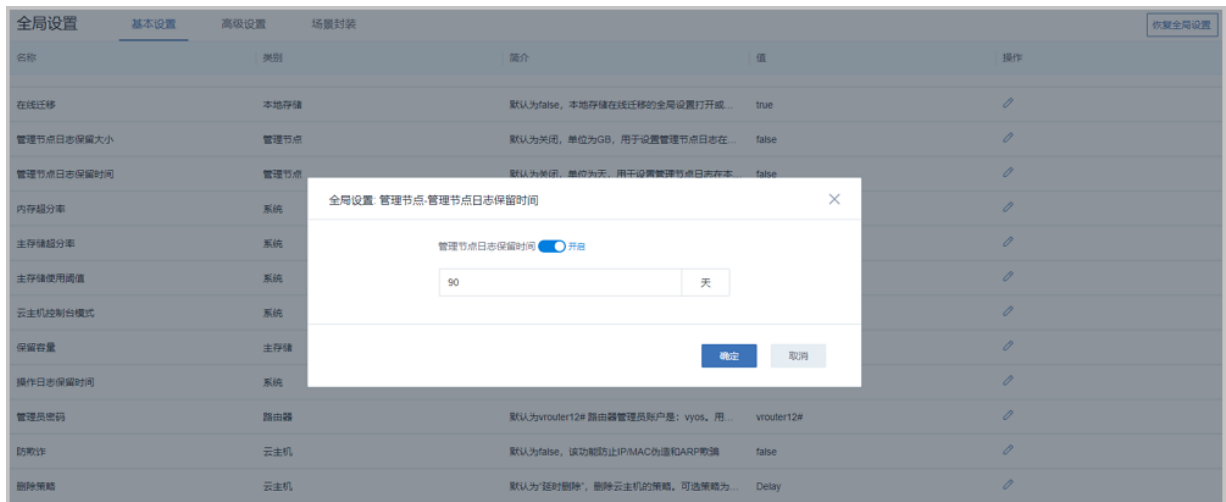 全局设置 基本设置 高级设置 场景封装 恢复全局设置
名称 类别 简介 值 操作
在线迁移 本地存储 默认为false，本地存储在线迁移的全局设置打开或... true
管理节点日志保留大小 管理节点 默认为关闭，单位为GB，用于设置管理节点日志在... false
管理节点日志保留时间 管理节点 默认为关闭，单位为天，用于设置管理节点日志在本... false
全局设置: 管理节点-管理节点日志保留时间
内存超分率 系统
主存储超分率 系统
管理节点日志保留时间 开启
主存储使用阈值 系统
90 天
云主机控制台模式 系统
保留容量 主存储
确定 取消
操作日志保留时间 系统
管理员密码 路由器 默认为vrouter12# 路由器管理员账户是：vyos。用... vrouter12#
防欺诈 云主机 默认为false，该功能防止IP/MAC伪造和ARP欺骗 false
删除策略 云主机 默认为“延时删除”，删除云主机的策略。可选策略为... Delay